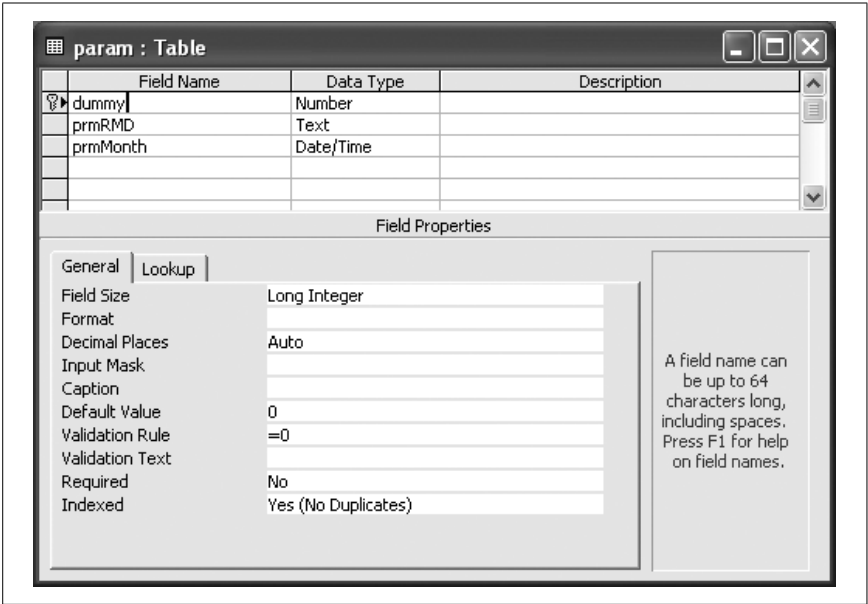 param : Table
Field Name Data Type Description
dummy Number
prmRMD Text
prmMonth Date/Time
Field Properties
General Lookup
Field Size Long Integer
Format
Decimal Places Auto
Input Mask
Caption
Default Value 0
Validation Rule =0
Validation Text
Required No
Indexed Yes (No Duplicates)
A field name can
be up to 64
characters long,
including spaces.
Press F1 for help
on field names.